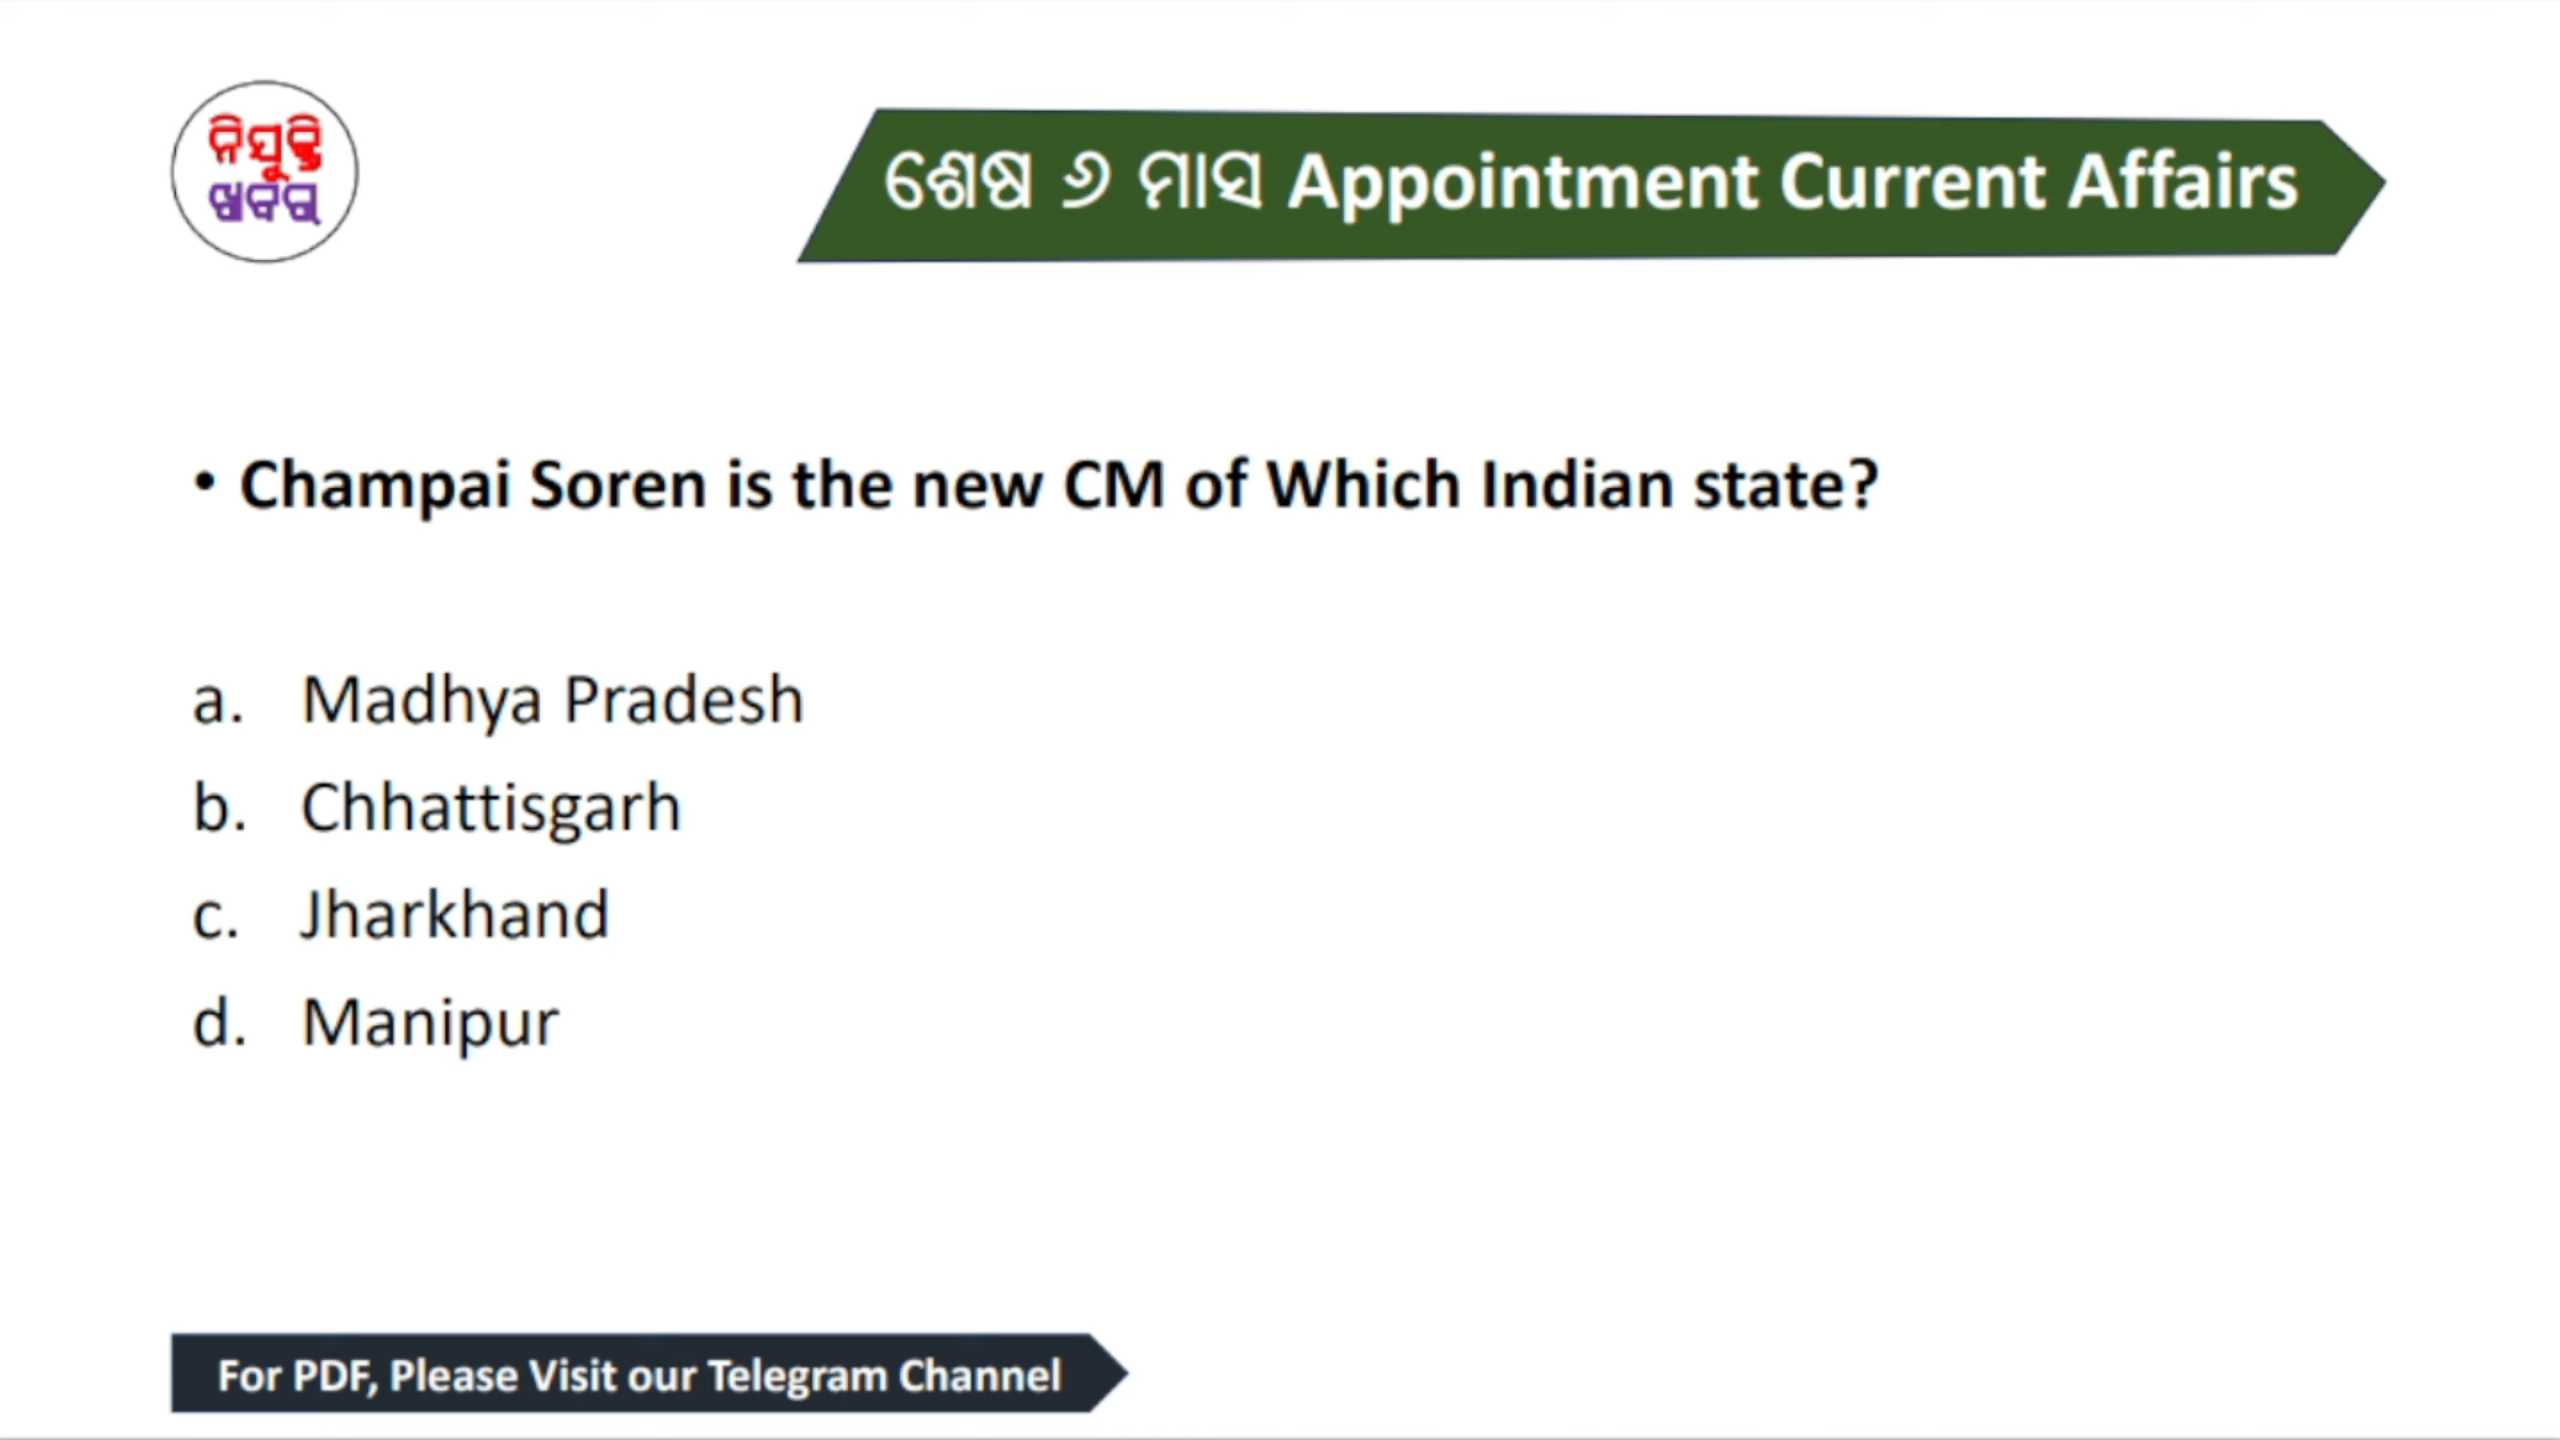 ନିଯୁକ୍ତି
ଖବର
ଶେଷ ୬ ମାସ Appointment Current Affairs
• Champai Soren is the new CM of Which Indian state?
a. Madhya Pradesh
b. Chhattisgarh
c. Jharkhand
d. Manipur
For PDF, Please Visit our Telegram Channel